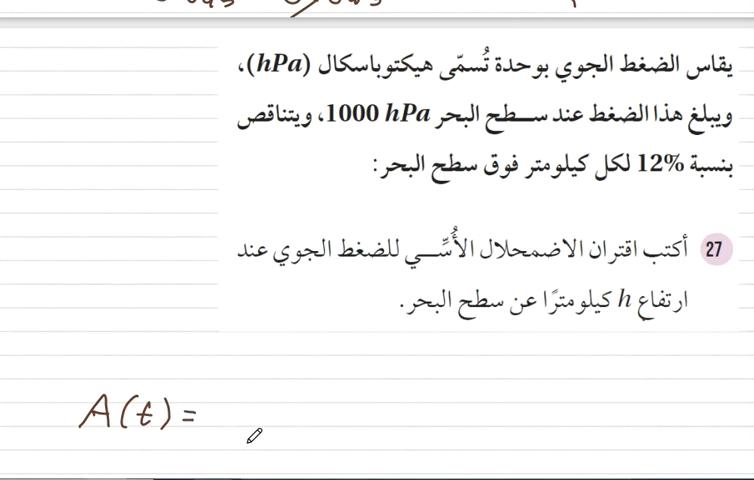 يقاس الضغط الجوي بوحدة تُسمّى هيكتوباسكال (hPa)،
ويبلغ هذا الضغط عند سطح البحر 1000 hPa، ويتناقص
بنسبة 12% لكل كيلومتر فوق سطح البحر:
27 أكتب اقتران الاضمحلال الأُسِّي للضغط الجوي عند
ارتفاع h كيلومترًا عن سطح البحر.
A(t) =